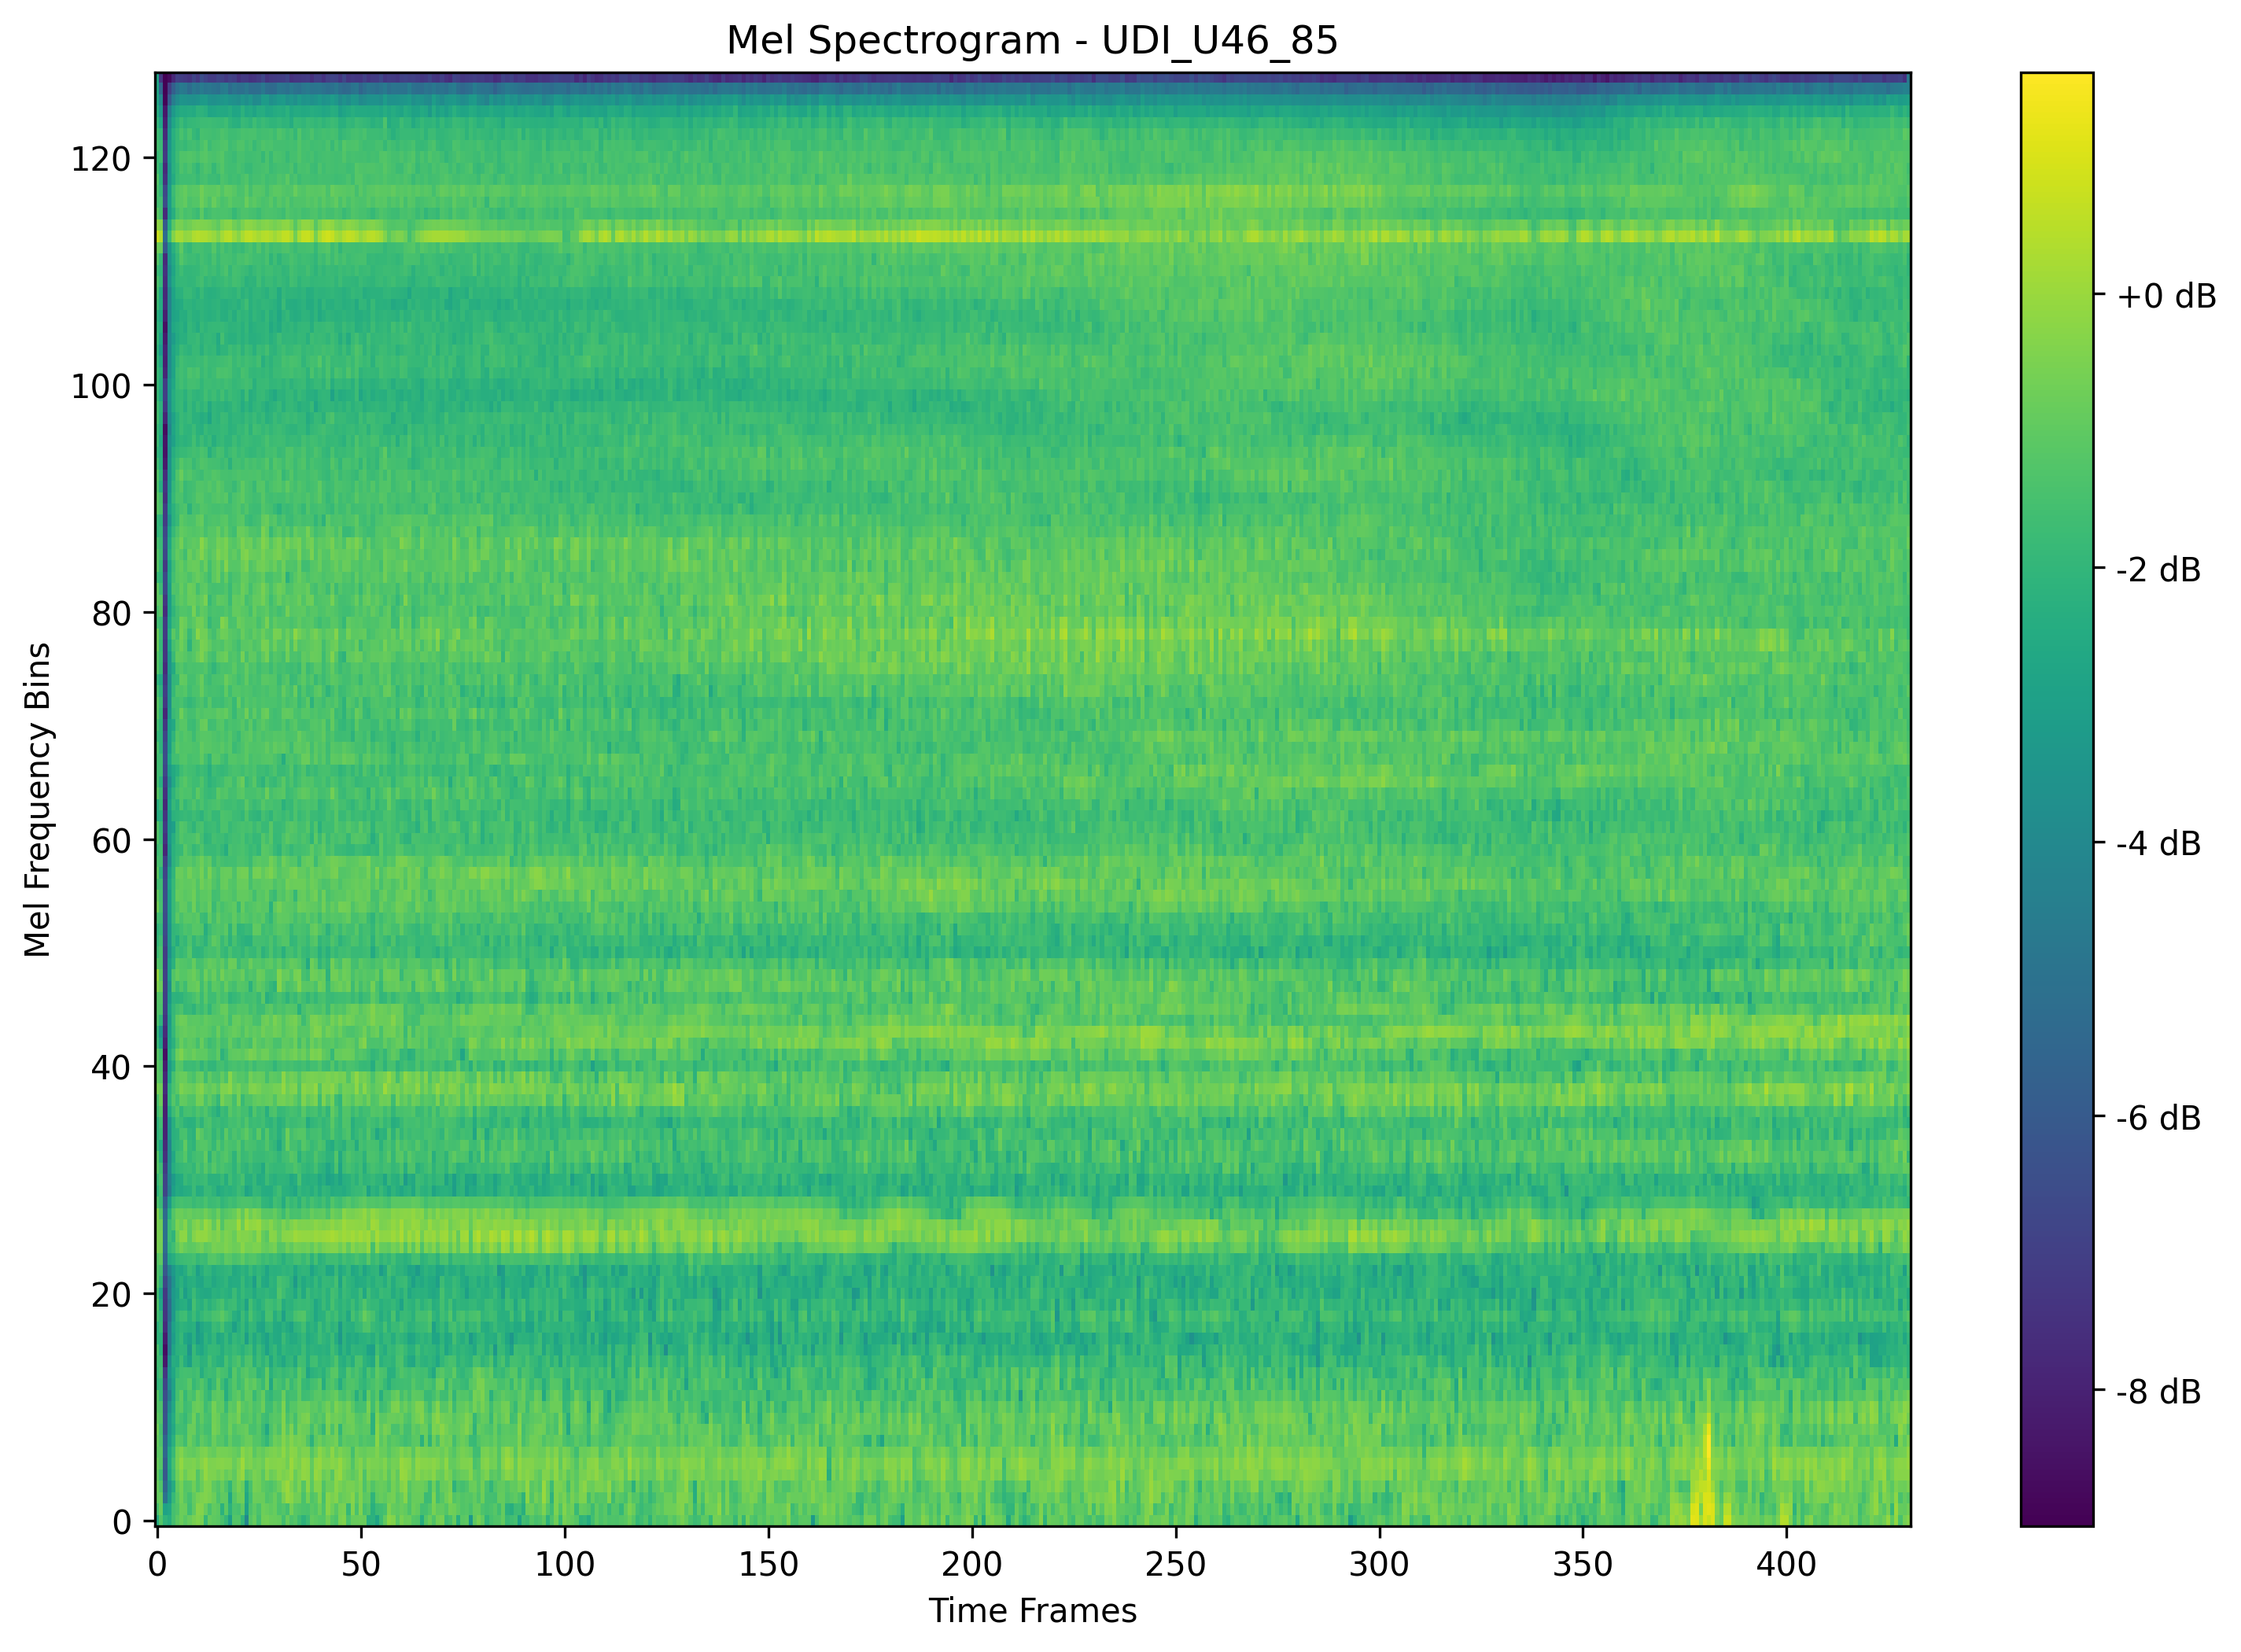 Mel Spectrogram - UDI_U46_85
Mel Frequency Bins
120
100
80
60
40
20
0
0 50 100 150 200 250 300 350 400
Time Frames
+0 dB
-2 dB
-4 dB
-6 dB
-8 dB